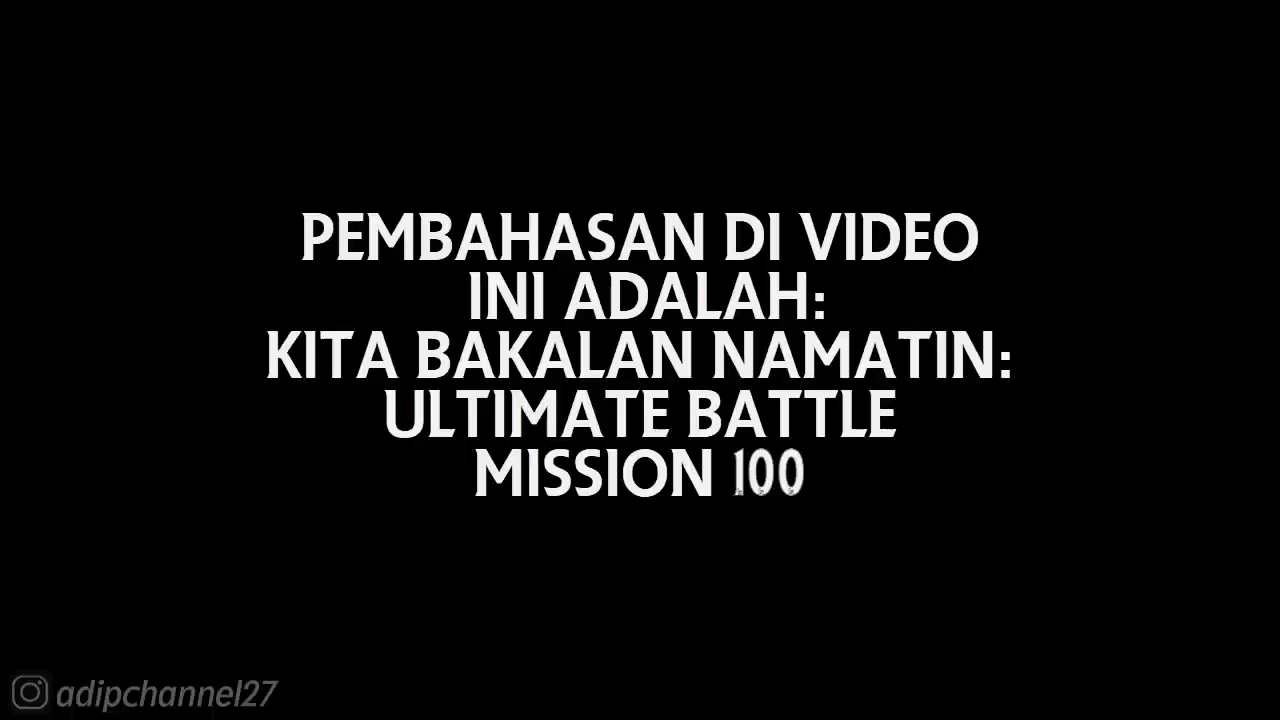 PEMBAHASAN DI VIDEO
INI ADALAH:
KITA BAKALAN NAMATIN:
ULTIMATE BATTLE
MISSION 100
adipchannel27